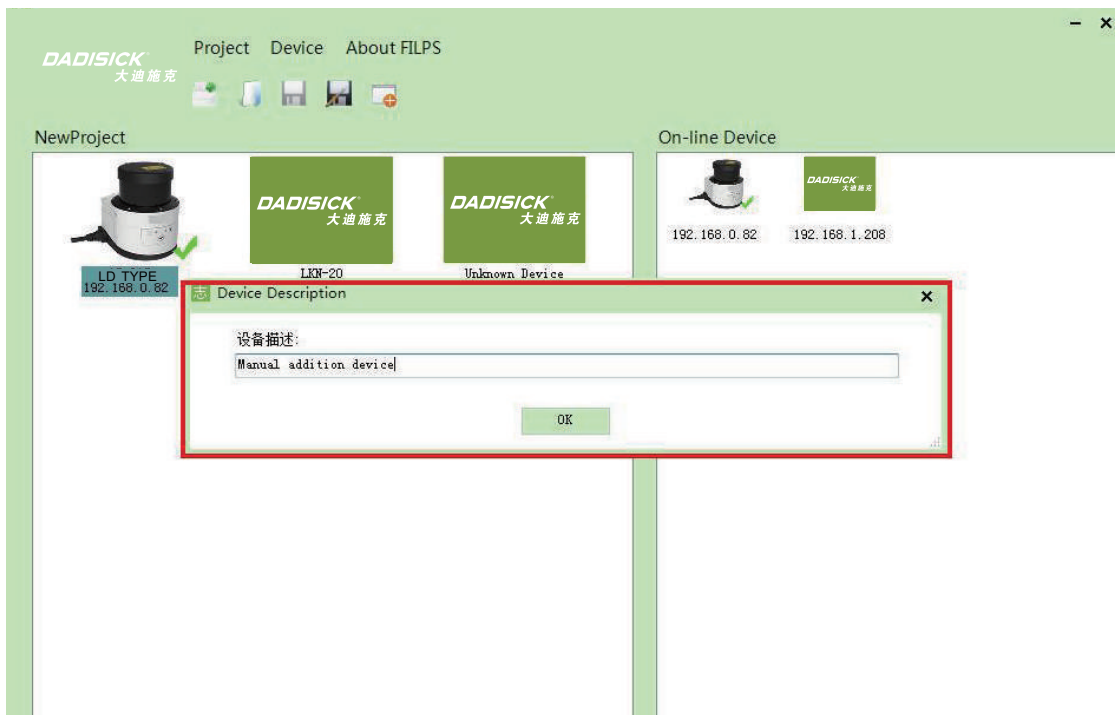 DADISICK
大迪施克
Project Device About FILPS
NewProject
On-line Device
DADISICK
大迪施克
DADISICK
大迪施克
DADISICK
大迪施克
LD TYPE
192.168.0.82
LKN-20
Unknown Device
192.168.0.82
192.168.1.208
志 Device Description
设备描述:
Manual addition device
OK